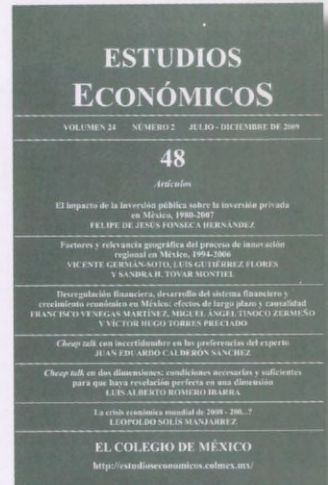 ESTUDIOS
ECONÓMICOS
VOLUMEN 24 NÚMERO 2 JULIO - DICIEMBRE DE 2009
48
Artículos
El impacto de la inversión pública sobre la inversión privada
en México, 1980-2007
FELIPE DE JESÚS FONSECA HERNÁNDEZ
Factores y relevancia geográfica del proceso de innovación
regional en México, 1994-2006
VICENTE GERMÁN-SOTO, LUIS GUTIÉRREZ FLORES
Y SANDRA H. TOVAR MONTIEL
Desregulación financiera, desarrollo del sistema financiero y
crecimiento económico en México: efectos de largo plazo y causalidad
FRANCISCO VENEGAS MARTÍNEZ, MIGUEL ÁNGEL TINOCO ZERMEÑO
Y VÍCTOR HUGO TORRES PRECIADO
Cheap talk con incertidumbre en las preferencias del experto
JUAN EDUARDO CALDERÓN SÁNCHEZ
Cheap talk en dos dimensiones: condiciones necesarias y suficientes
para que haya revelación perfecta en una dimensión
LUIS ALBERTO ROMERO IBARRA
La crisis económica mundial de 2008 - 200...?
LEOPOLDO SOLÍS MANJARREZ
EL COLEGIO DE MÉXICO
http://estudioseconomicos.colmex.mx/